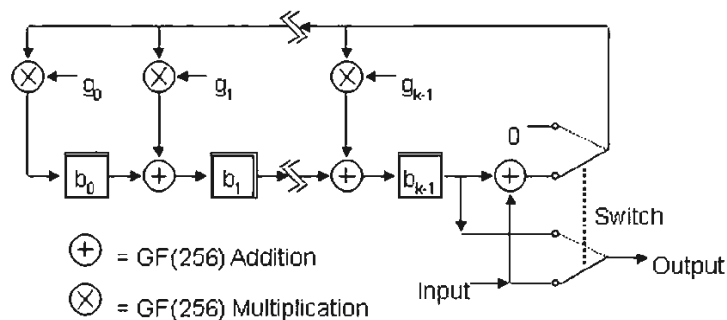 g₀
g₁
gₖ₋₁
0
b₀
b₁
bₖ₋₁
Switch
⊕ = GF(256) Addition
Output
Input
⊗ = GF(256) Multiplication